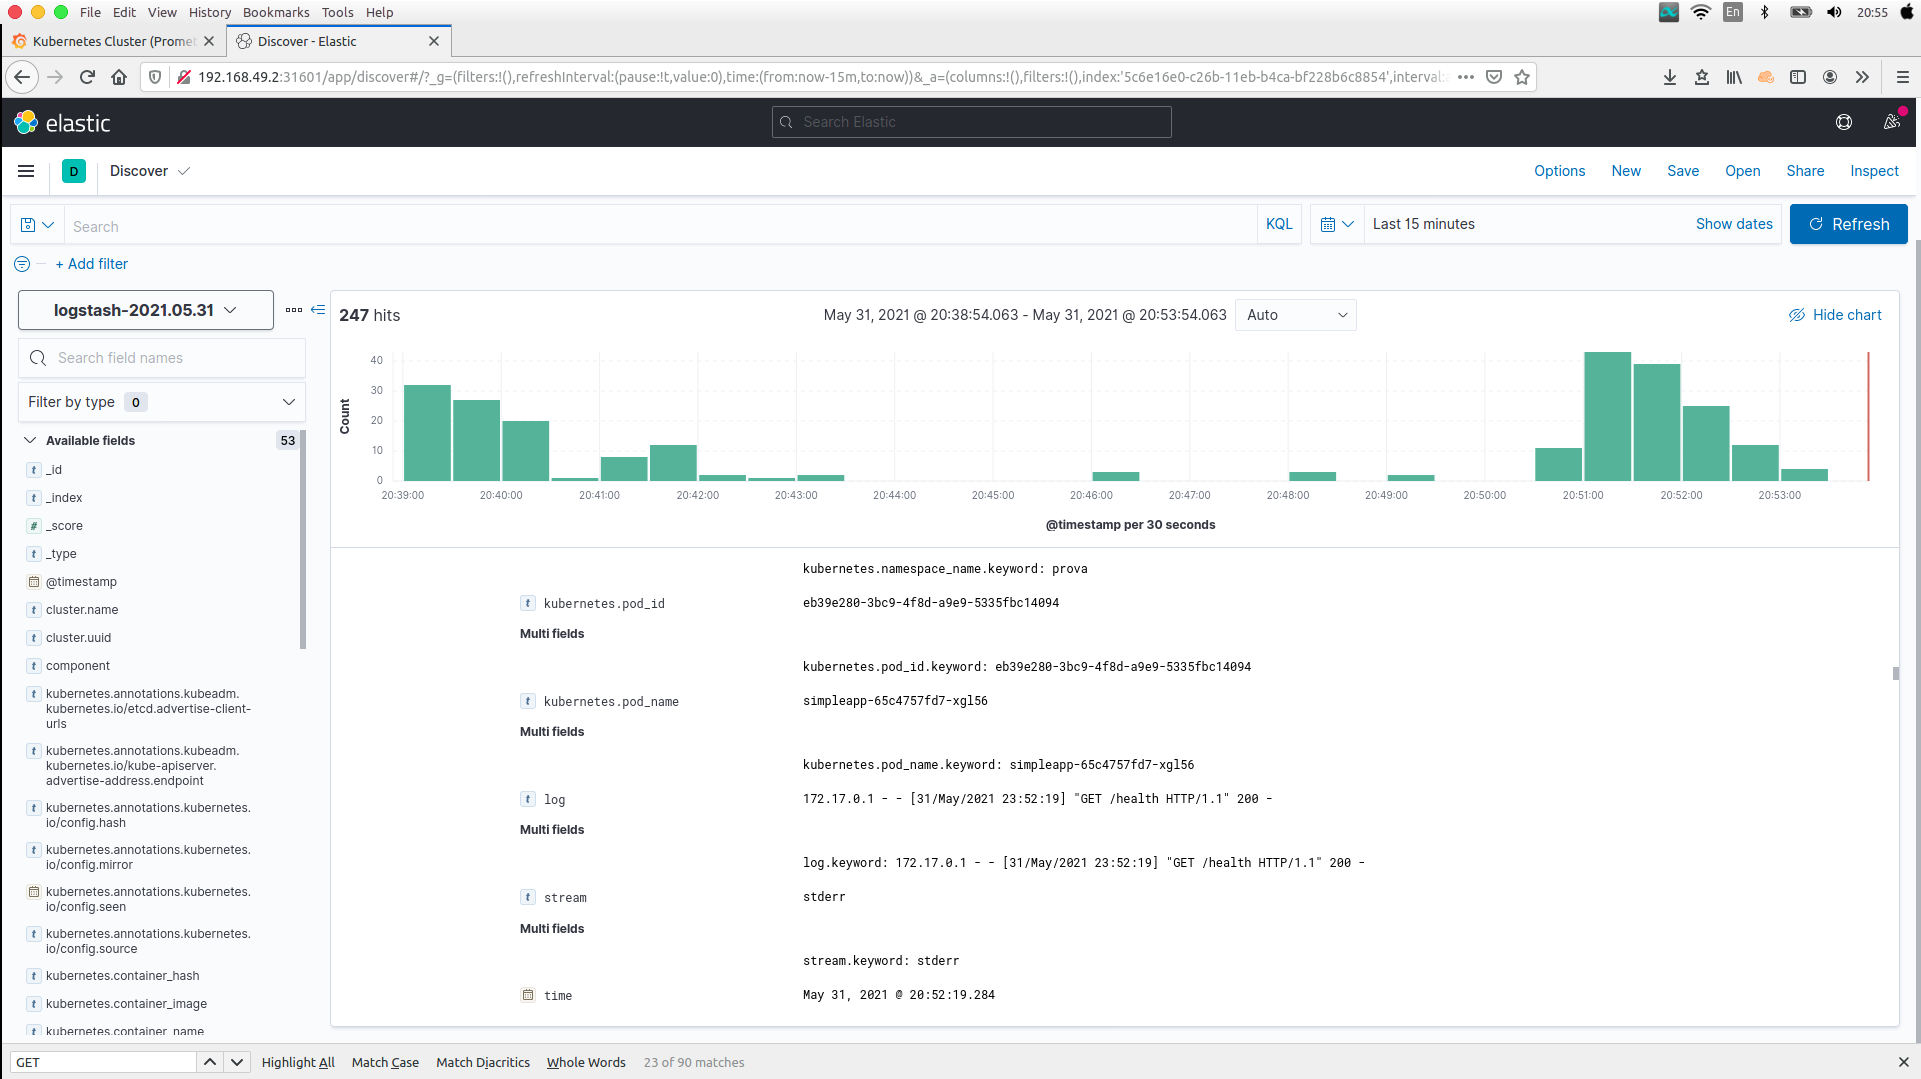 File Edit View History Bookmarks Tools Help
En
20:55
Kubernetes Cluster (Promet
Discover - Elastic
192.168.49.2:31601/app/discover#/?_g=(filters:!(),refreshInterval:(pause:!t,value:0),time:(from:now-15m,to:now))&_a=(columns:!(),filters:!(),index:'5c6e16e0-c26b-11eb-b4ca-bf228b6c8854',interval:
elastic
Search Elastic
D
Discover
Options New Save Open Share Inspect
Search
KQL
Last 15 minutes
Show dates
Refresh
+ Add filter
logstash-2021.05.31
Search field names
Filter by type 0
Available fields 53
t _id
t _index
# _score
t _type
@timestamp
t cluster.name
t cluster.uuid
t component
t kubernetes.annotations.kubeadm.
kubernetes.io/etcd.advertise-client-
urls
t kubernetes.annotations.kubeadm.
kubernetes.io/kube-apiserver.
advertise-address.endpoint
t kubernetes.annotations.kubernetes.
io/config.hash
t kubernetes.annotations.kubernetes.
io/config.mirror
kubernetes.annotations.kubernetes.
io/config.seen
t kubernetes.annotations.kubernetes.
io/config.source
t kubernetes.container_hash
t kubernetes.container_image
t kubernetes.container_name
247 hits
May 31, 2021 @ 20:38:54.063 - May 31, 2021 @ 20:53:54.063
Auto
Hide chart
Count
40
30
20
10
0
20:39:00 20:40:00 20:41:00 20:42:00 20:43:00 20:44:00 20:45:00 20:46:00 20:47:00 20:48:00 20:49:00 20:50:00 20:51:00 20:52:00 20:53:00
@timestamp per 30 seconds
kubernetes.namespace_name.keyword: prova
t kubernetes.pod_id eb39e280-3bc9-4f8d-a9e9-5335fbc14094
Multi fields
kubernetes.pod_id.keyword: eb39e280-3bc9-4f8d-a9e9-5335fbc14094
t kubernetes.pod_name simpleapp-65c4757fd7-xgl56
Multi fields
kubernetes.pod_name.keyword: simpleapp-65c4757fd7-xgl56
t log 172.17.0.1 - - [31/May/2021 23:52:19] "GET /health HTTP/1.1" 200 -
Multi fields
log.keyword: 172.17.0.1 - - [31/May/2021 23:52:19] "GET /health HTTP/1.1" 200 -
t stream stderr
Multi fields
stream.keyword: stderr
time May 31, 2021 @ 20:52:19.284
GET
Highlight All Match Case Match Diacritics Whole Words 23 of 90 matches